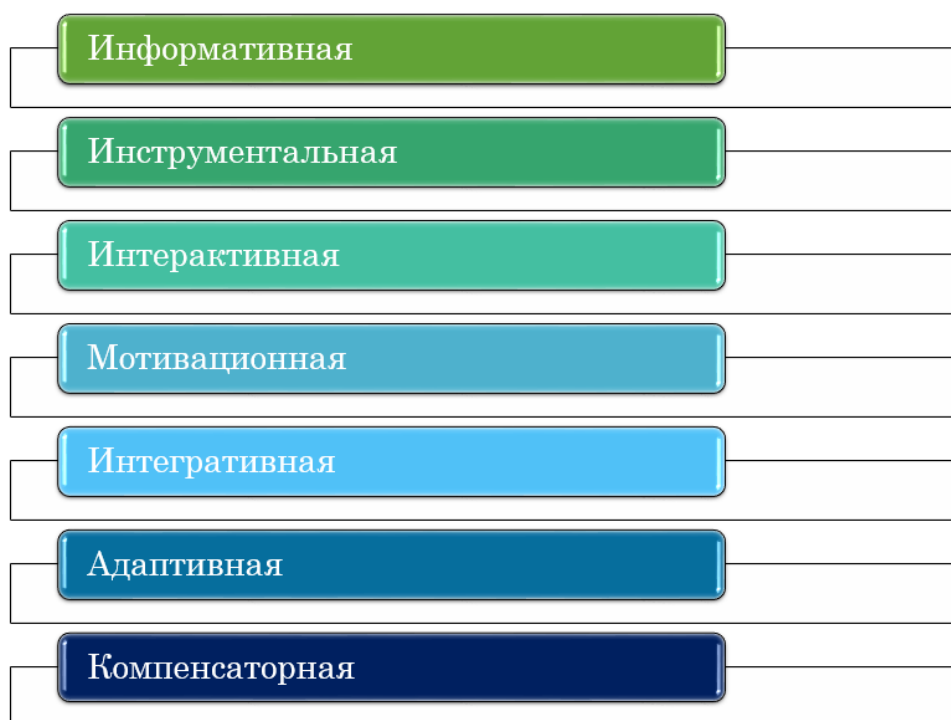 Информативная
Инструментальная
Интерактивная
Мотивационная
Интегративная
Адаптивная
Компенсаторная